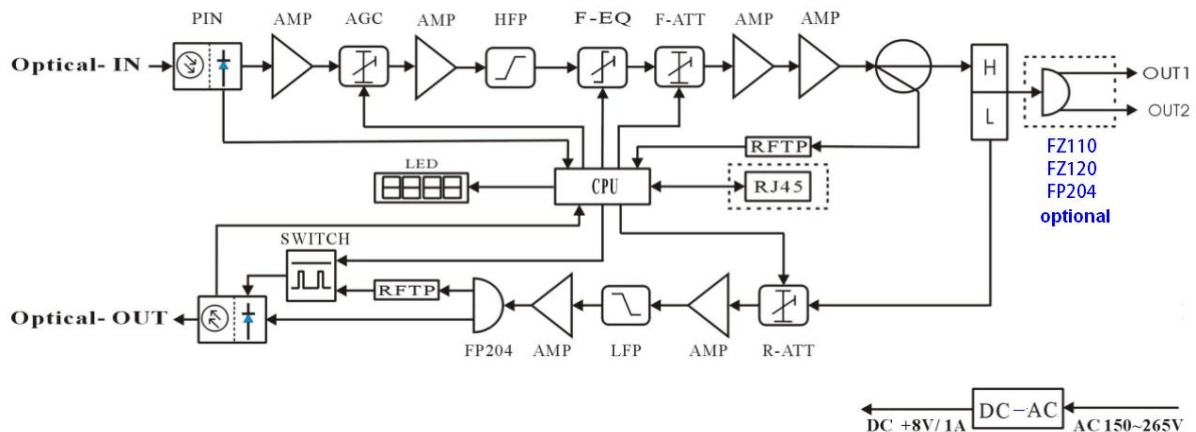 PIN
AMP
AGC
AMP
HFP
F-EQ
F-ATT
AMP
AMP
Optical- IN
H
L
OUT1
OUT2
RFTP
FZ110
FZ120
FP204
optional
LED
CPU
RJ45
SWITCH
RFTP
Optical- OUT
FP204
AMP
LFP
AMP
R-ATT
DC-AC
DC +8V/1A
AC 150~265V